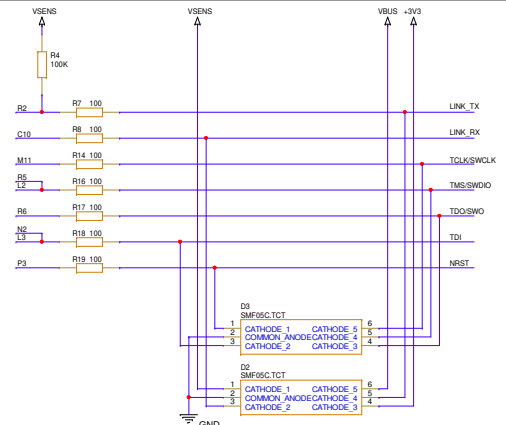 VSENS VSENS VBUS +3V3
R4
100K
R2 R7 100 LINK_TX
C10 R8 100 LINK_RX
M11 R14 100 TCLK/SWCLK
R5
L2 R16 100 TMS/SWDIO
R6 R17 100 TDO/SWO
N2
L3 R18 100 TDI
P3 R19 100 NRST
D3
SMF05C.TCT
1 CATHODE_1 CATHODE_5 6
2 COMMON_ANODE CATHODE_4 5
3 CATHODE_2 CATHODE_3 4
D2
SMF05C.TCT
1 CATHODE_1 CATHODE_5 6
2 COMMON_ANODE CATHODE_4 5
3 CATHODE_2 CATHODE_3 4
GND